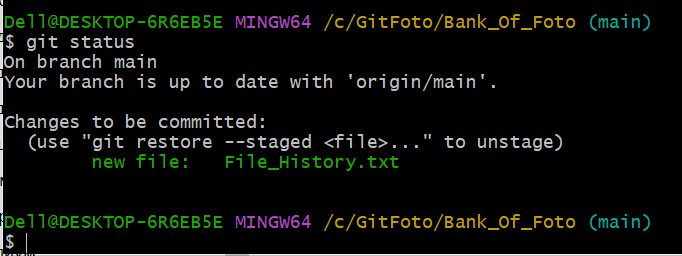 Dell@DESKTOP-6R6EB5E MINGW64 /c/GitFoto/Bank_Of_Foto (main)
$ git status
On branch main
Your branch is up to date with 'origin/main'.
Changes to be committed:
  (use "git restore --staged <file>..." to unstage)
        new file:   File_History.txt
Dell@DESKTOP-6R6EB5E MINGW64 /c/GitFoto/Bank_Of_Foto (main)
$